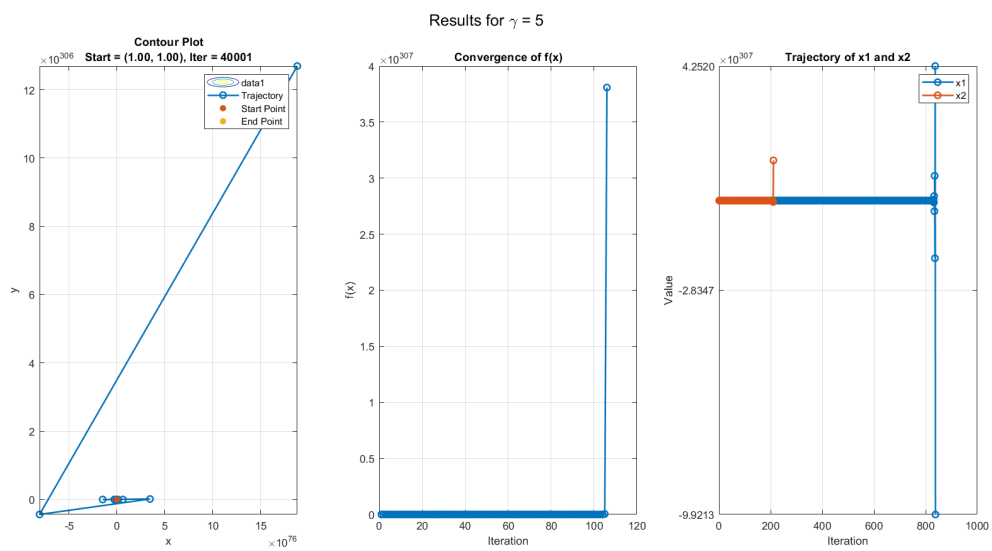 Results for γ = 5
Contour Plot
Start = (1.00, 1.00), Iter = 40001
×10^306
12
10
8
6
4
2
0
y
-5
0
5
10
15
×10^76
x
data1
Trajectory
Start Point
End Point
Convergence of f(x)
×10^307
4
3.5
3
2.5
2
1.5
1
0.5
0
f(x)
0
20
40
60
80
100
120
Iteration
Trajectory of x1 and x2
×10^307
4.2520
-2.8347
-9.9213
Value
0
200
400
600
800
1000
Iteration
x1
x2